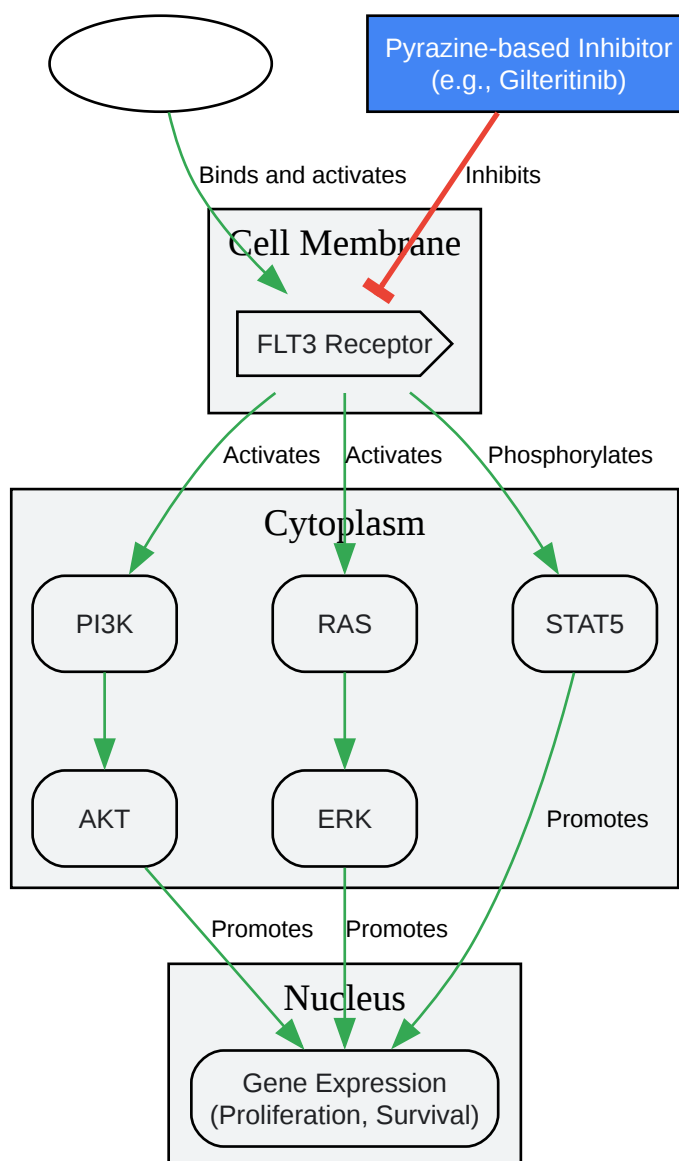 Pyrazine-based Inhibitor
(e.g., Gilteritinib)
Binds and activates
Inhibits
Cell Membrane
FLT3 Receptor
Activates
Activates
Phosphorylates
Cytoplasm
PI3K
RAS
STAT5
AKT
ERK
Promotes
Promotes
Promotes
Nucleus
Gene Expression
(Proliferation, Survival)